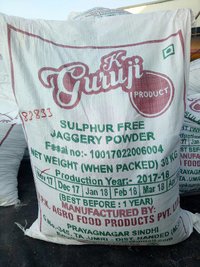 K
Guruji
PRODUCT
SULPHUR FREE
JAGGERY POWDER
Fssai no:- 10017022006004
NET WEIGHT (WHEN PACKED) 30 KG
Production Year:- 2017-18
17 Dec 17 Jan 18 Feb 18 Mar 18
(BEST BEFORE : 1 YEAR)
MANUFACTURED BY:
AGRO FOOD PRODUCTS PVT.
PRAYAGNAGAR SINDHI